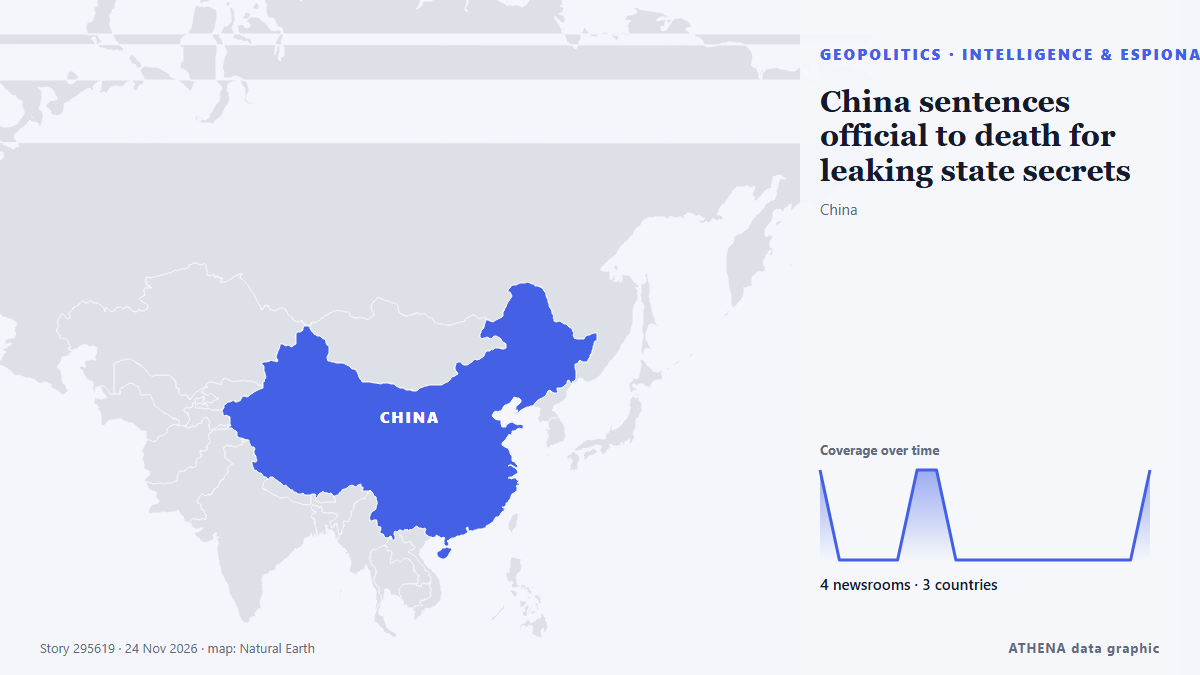 GEOPOLITICS · INTELLIGENCE & ESPIONA
China sentences
official to death for
leaking state secrets
China
CHINA
Coverage over time
4 newsrooms · 3 countries
Story 295619 · 24 Nov 2026 · map: Natural Earth
ATHENA data graphic